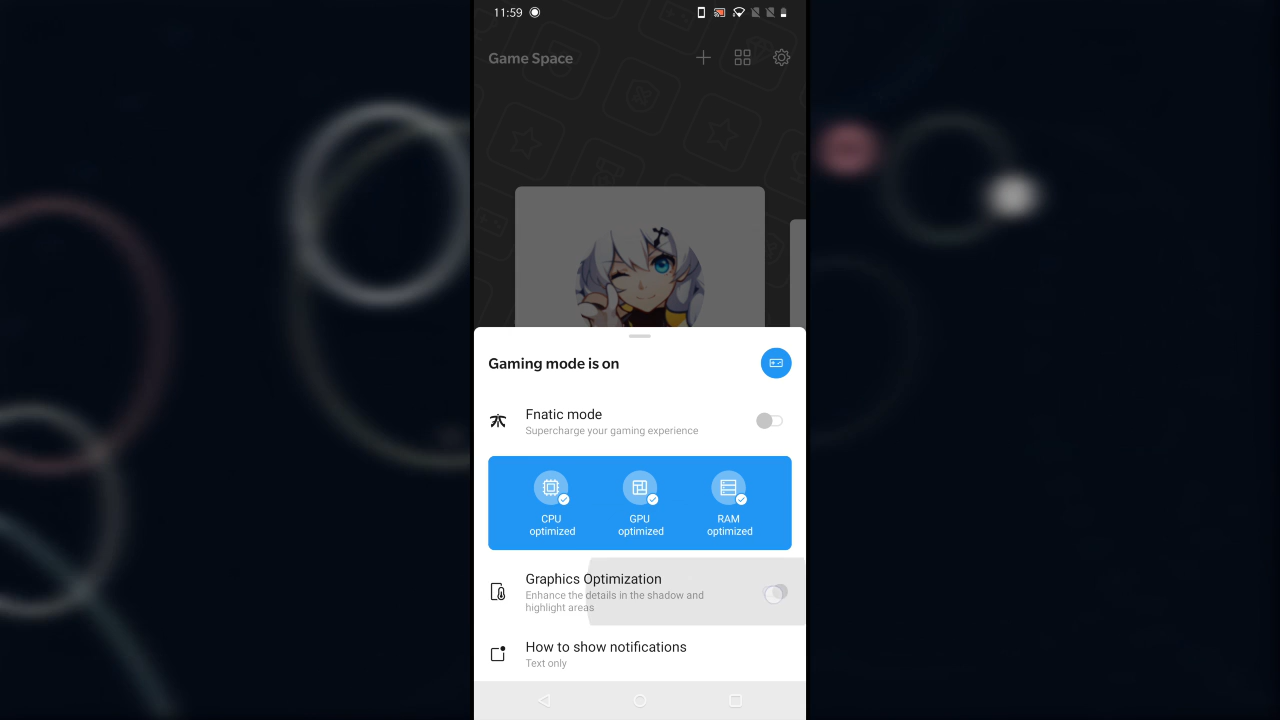 11:59
Game Space
Gaming mode is on
Fnatic mode
Supercharge your gaming experience
CPU
optimized
GPU
optimized
RAM
optimized
Graphics Optimization
Enhance the details in the shadow and
highlight areas
How to show notifications
Text only